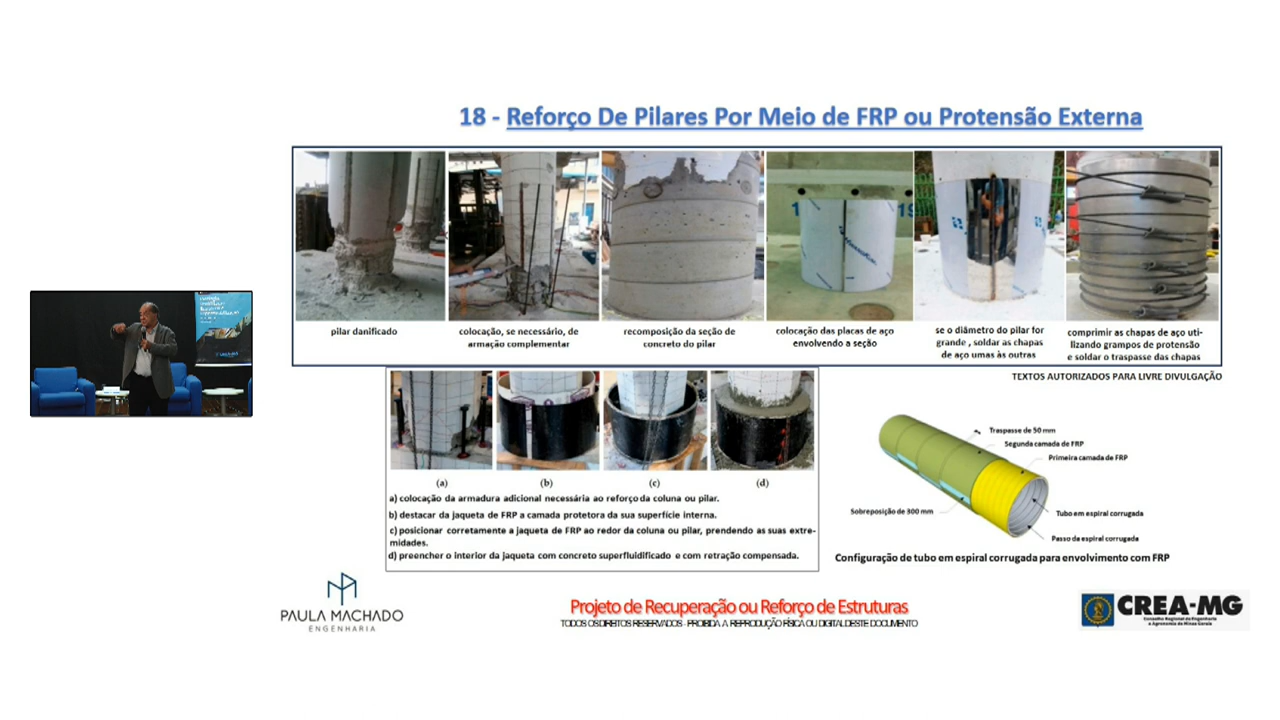 18 - Reforço De Pilares Por Meio de FRP ou Protensão Externa
pilar danificado
colocação, se necessário, de
armação complementar
recomposição da seção de
concreto do pilar
colocação das placas de aço
envolvendo a seção
se o diâmetro do pilar for
grande , soldar as chapas
de aço umas às outras
comprimir as chapas de aço uti-
lizando grampos de protensão
e soldar o traspasse das chapas
TEXTOS AUTORIZADOS PARA LIVRE DIVULGAÇÃO
(a)
(b)
(c)
(d)
a) colocação da armadura adicional necessária ao reforço da coluna ou pilar.
b) destacar da jaqueta de FRP a camada protetora da sua superfície interna.
c) posicionar corretamente a jaqueta de FRP ao redor da coluna ou pilar, prendendo as suas extre-
midades.
d) preencher o interior da jaqueta com concreto superfluidificado e com retração compensada.
Traspasse de 50 mm
Segunda camada de FRP
Primeira camada de FRP
Sobreposição de 300 mm
Tubo em espiral corrugada
Passo da espiral corrugada
Configuração de tubo em espiral corrugada para envolvimento com FRP
PAULA MACHADO
ENGENHARIA
Projeto de Recuperação ou Reforço de Estruturas
TODOS OS DIREITOS RESERVADOS - PROIBIDA A REPRODUÇÃO FÍSICA OU DIGITAL DESTE DOCUMENTO
CREA-MG
Conselho Regional de Engenharia
e Agronomia de Minas Gerais